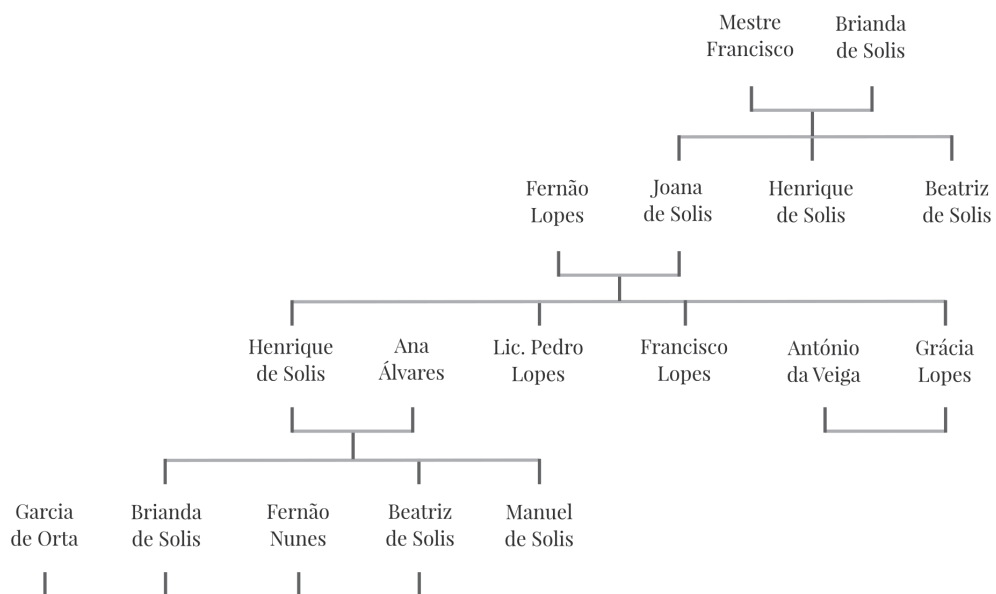 Mestre
Francisco
Brianda
de Solis
Fernão
Lopes
Joana
de Solis
Henrique
de Solis
Beatriz
de Solis
Henrique
de Solis
Ana
Álvares
Lic. Pedro
Lopes
Francisco
Lopes
António
da Veiga
Grácia
Lopes
Garcia
de Orta
Brianda
de Solis
Fernão
Nunes
Beatriz
de Solis
Manuel
de Solis